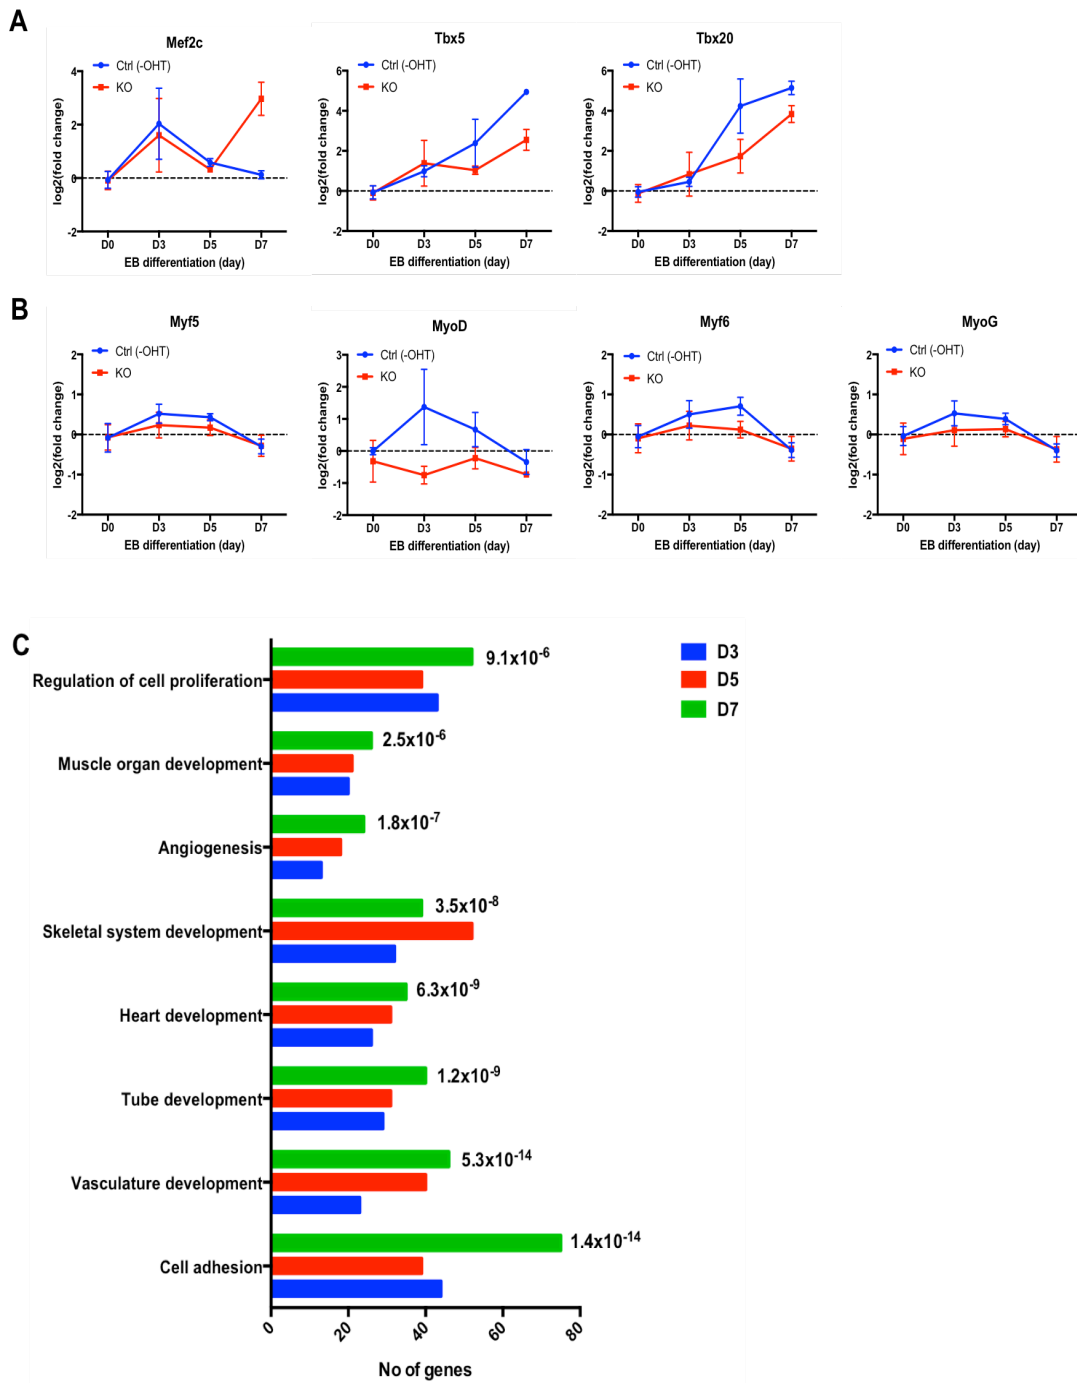 A
Mef2c
Ctrl (-OHT)
KO
4
2
0
-2
log2(fold change)
D0 D3 D5 D7
EB differentiation (day)
Tbx5
Ctrl (-OHT)
KO
6
4
2
0
-2
log2(fold change)
D0 D3 D5 D7
EB differentiation (day)
Tbx20
Ctrl (-OHT)
KO
6
4
2
0
-2
log2(fold change)
D0 D3 D5 D7
EB differentiation (day)
B
Myf5
Ctrl (-OHT)
KO
2
1
0
-1
-2
log2(fold change)
D0 D3 D5 D7
EB differentiation (day)
MyoD
Ctrl (-OHT)
KO
3
2
1
0
-1
-2
log2(fold change)
D0 D3 D5 D7
EB differentiation (day)
Myf6
Ctrl (-OHT)
KO
2
1
0
-1
-2
log2(fold change)
D0 D3 D5 D7
EB differentiation (day)
MyoG
Ctrl (-OHT)
KO
2
1
0
-1
-2
log2(fold change)
D0 D3 D5 D7
EB differentiation (day)
C
D3
D5
D7
Regulation of cell proliferation 9.1x10⁻⁶
Muscle organ development 2.5x10⁻⁶
Angiogenesis 1.8x10⁻⁷
Skeletal system development 3.5x10⁻⁸
Heart development 6.3x10⁻⁹
Tube development 1.2x10⁻⁹
Vasculature development 5.3x10⁻¹⁴
Cell adhesion 1.4x10⁻¹⁴
0 20 40 60 80
No of genes